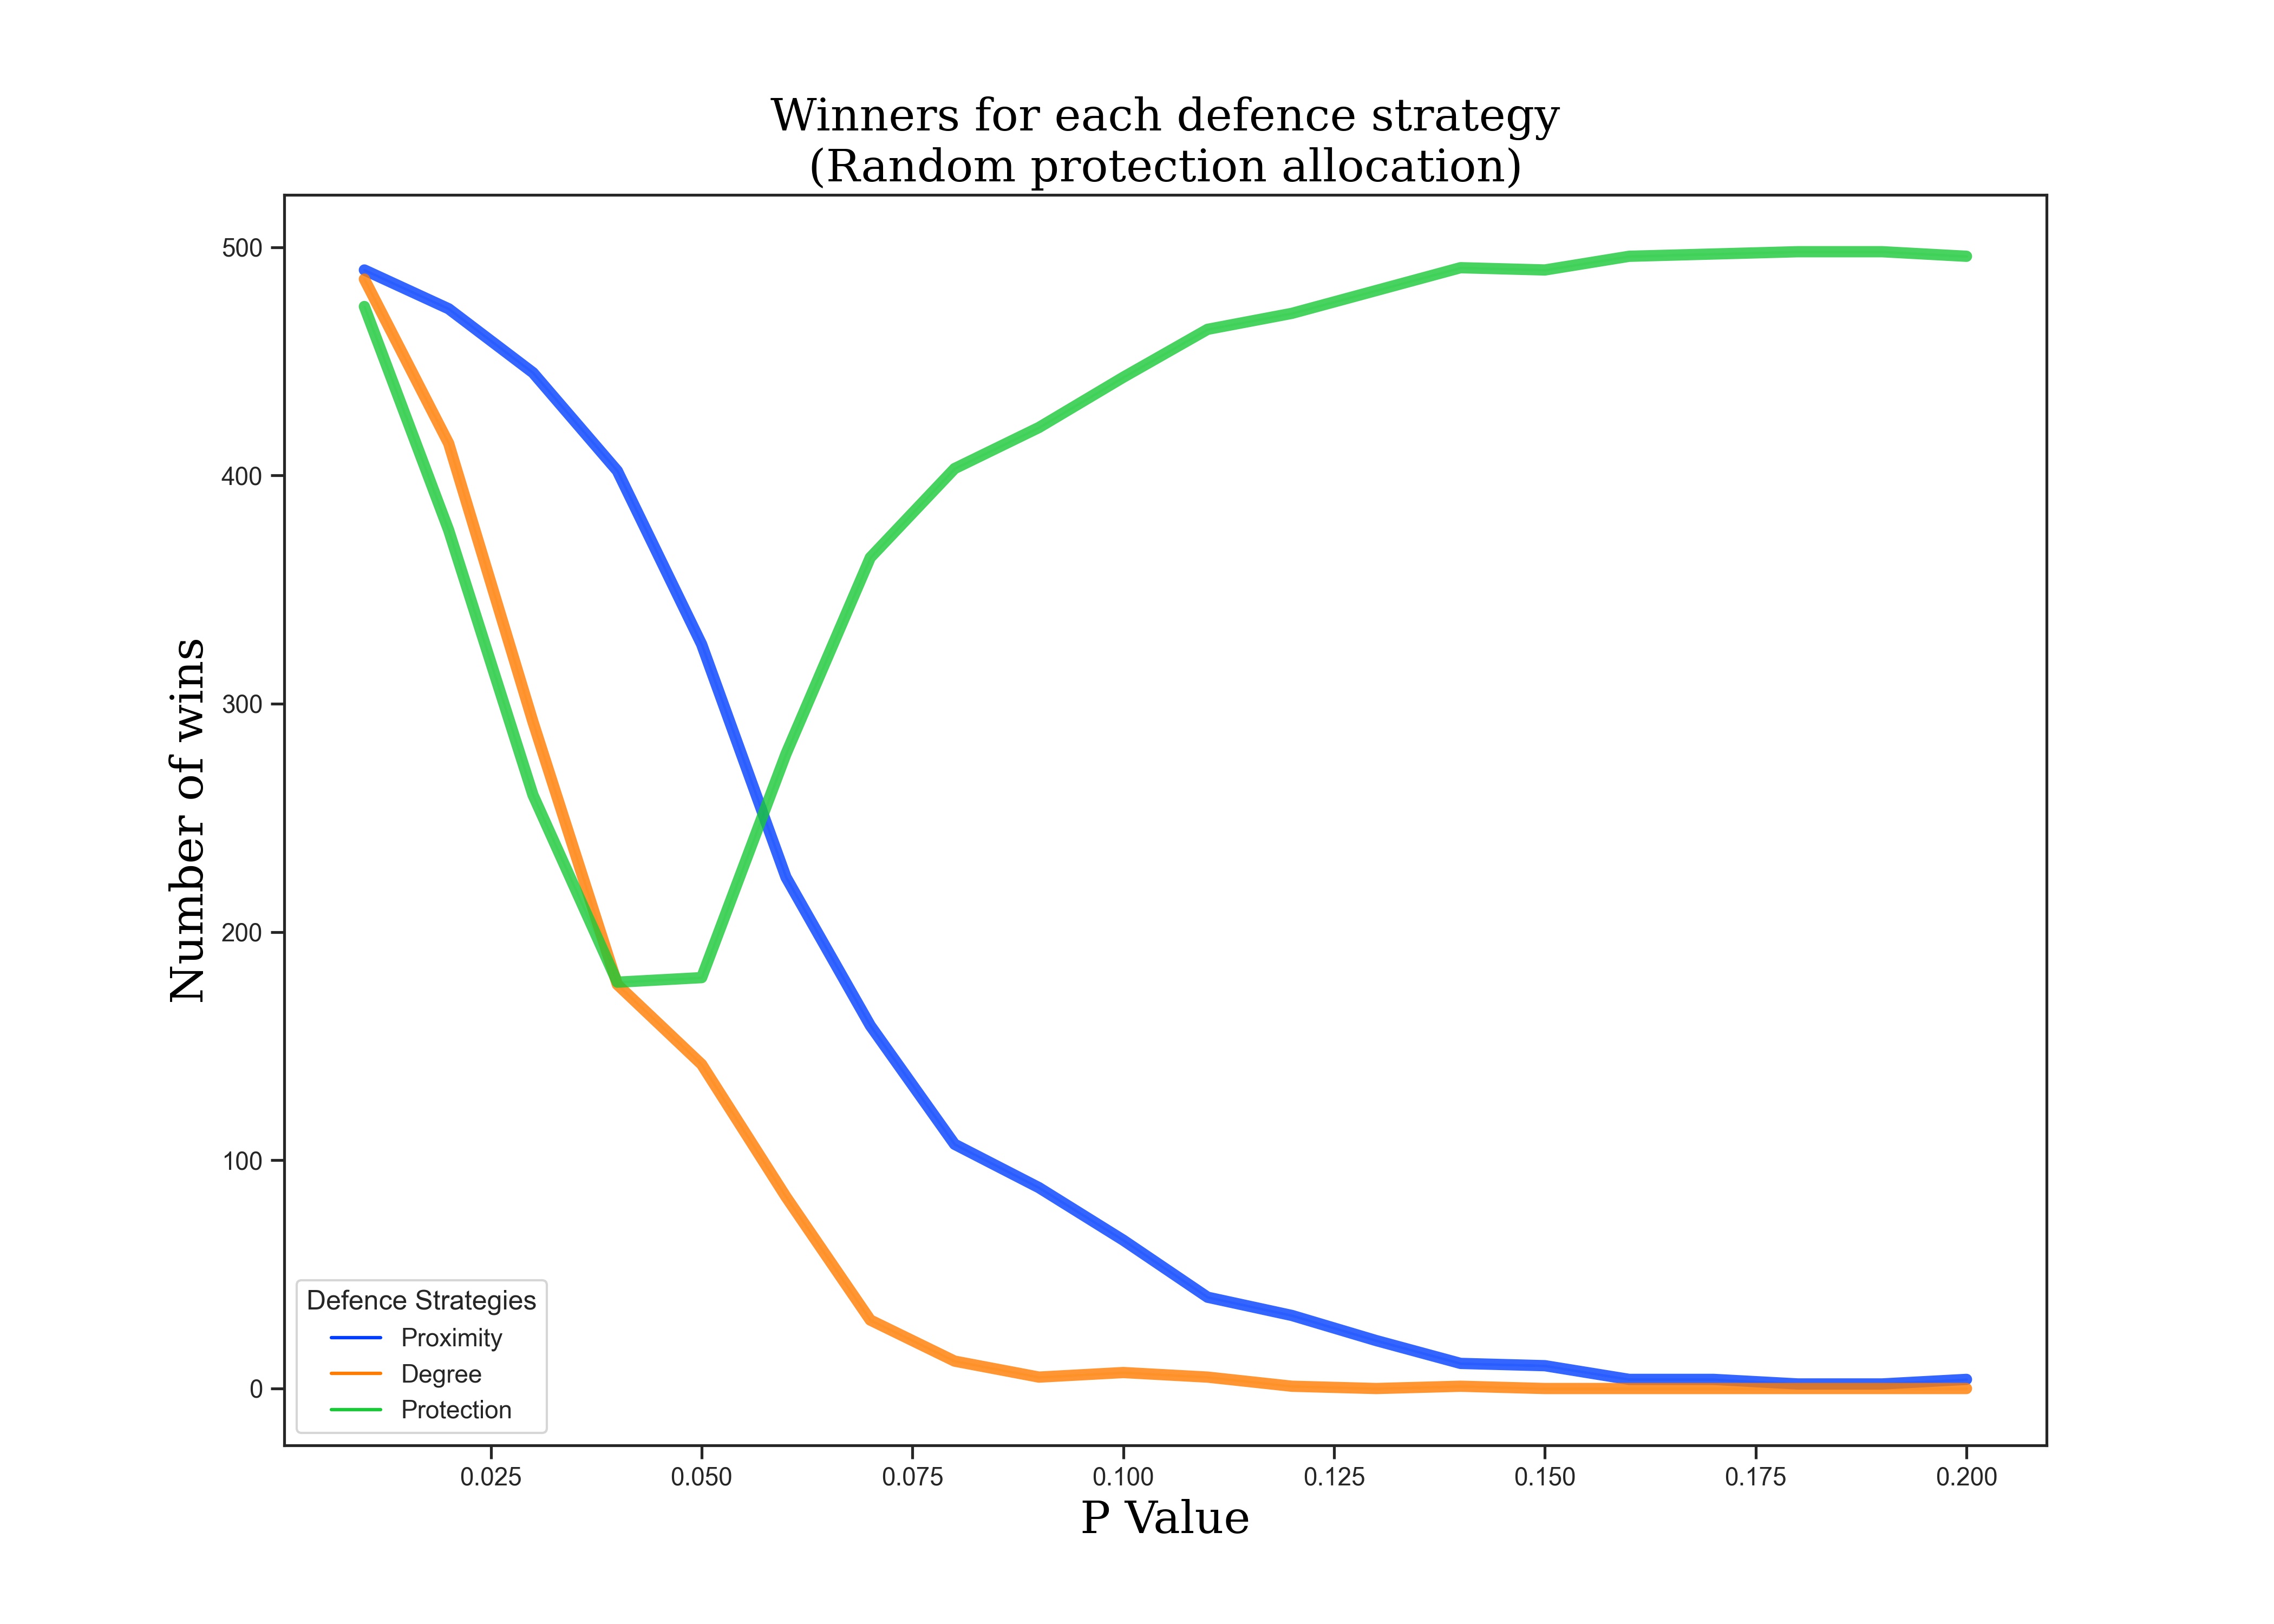 Winners for each defence strategy
(Random protection allocation)
500
400
300
200
100
0
Number of wins
Defence Strategies
Proximity
Degree
Protection
0.025 0.050 0.075 0.100 0.125 0.150 0.175 0.200
P Value